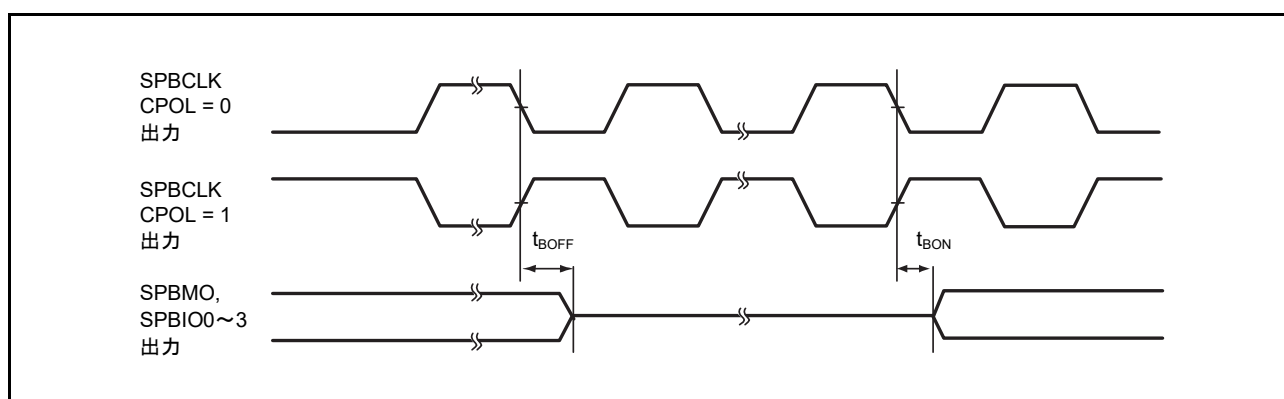 SPBCLK
CPOL = 0
出力
SPBCLK
CPOL = 1
出力
tBOFF
tBON
SPBMO,
SPBIO0～3
出力